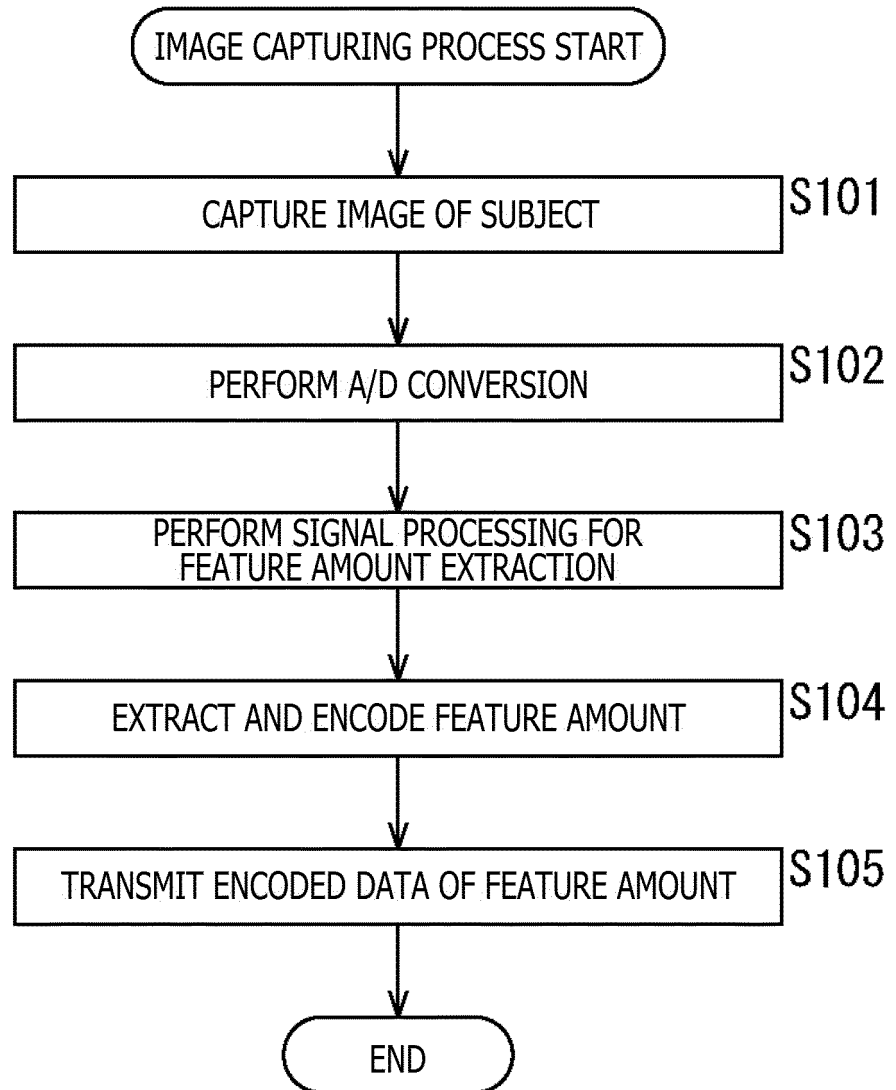 IMAGE CAPTURING PROCESS START
CAPTURE IMAGE OF SUBJECT
S101
PERFORM A/D CONVERSION
S102
PERFORM SIGNAL PROCESSING FOR
FEATURE AMOUNT EXTRACTION
S103
EXTRACT AND ENCODE FEATURE AMOUNT
S104
TRANSMIT ENCODED DATA OF FEATURE AMOUNT
S105
END